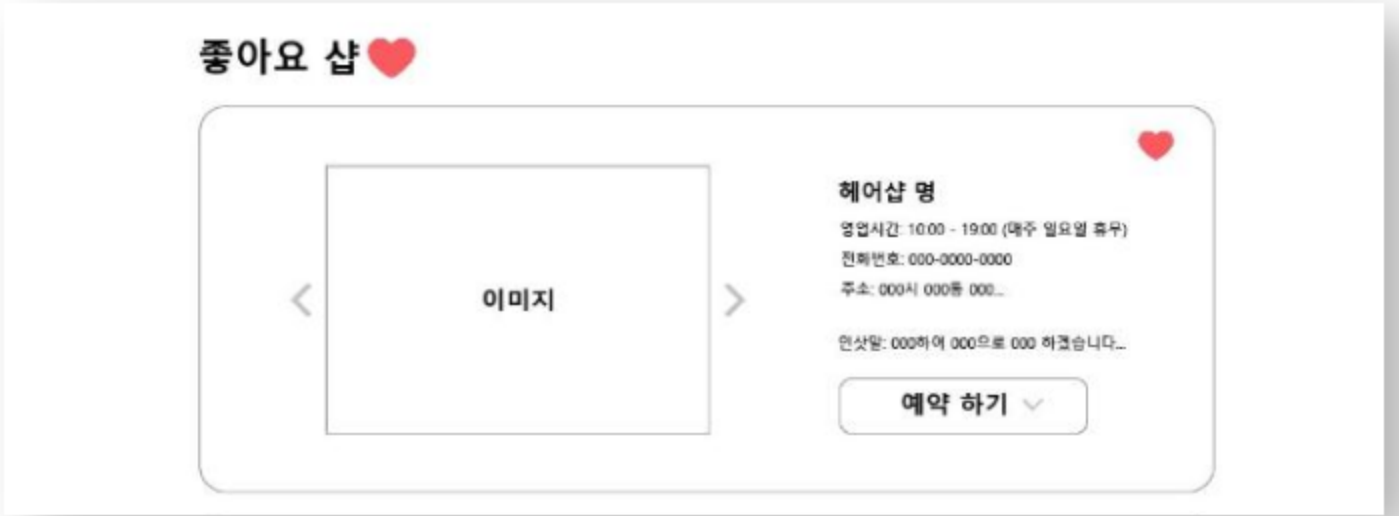 좋아요 샵
헤어샵 명
영업시간: 10:00 - 19:00 (매주 일요일 휴무)
전화번호: 000-0000-0000
주소: 000시 000동 000...
이미지
인삿말: 000하여 000으로 000 하겠습니다...
예약 하기